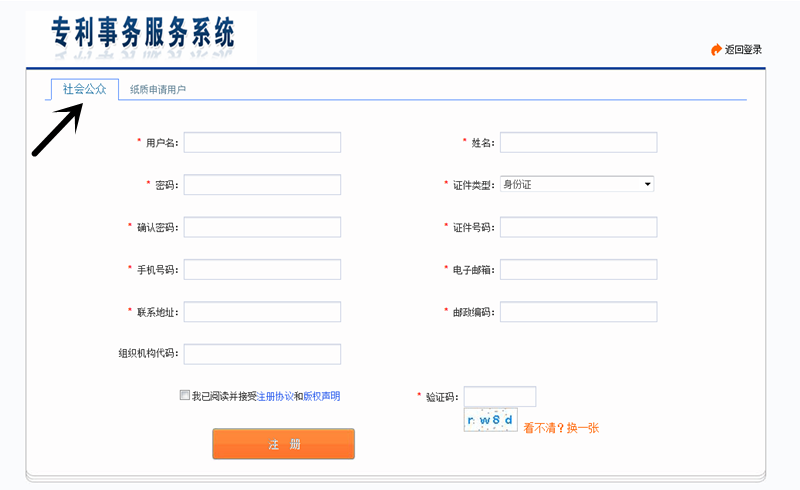 专利事务服务系统
返回登录
社会公众 纸质申请用户
* 用户名： * 姓名：
* 密码： * 证件类型： 身份证
* 确认密码： * 证件号码：
* 手机号码： * 电子邮箱：
* 联系地址： * 邮政编码：
组织机构代码：
我已阅读并接受注册协议和版权声明 * 验证码：
rw8d 看不清？换一张
注 册